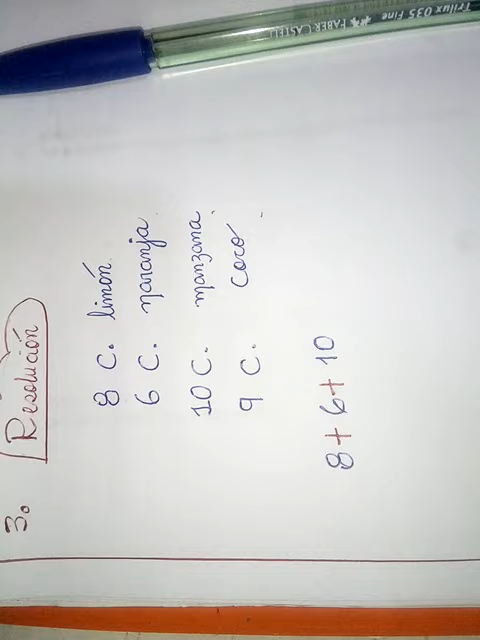 Trilux 035 Fine
FABER-CASTELL
3.
Resolución
8 C. limón
6 C. naranja
10 C. manzana
9 C. coco
8 + 6 + 10